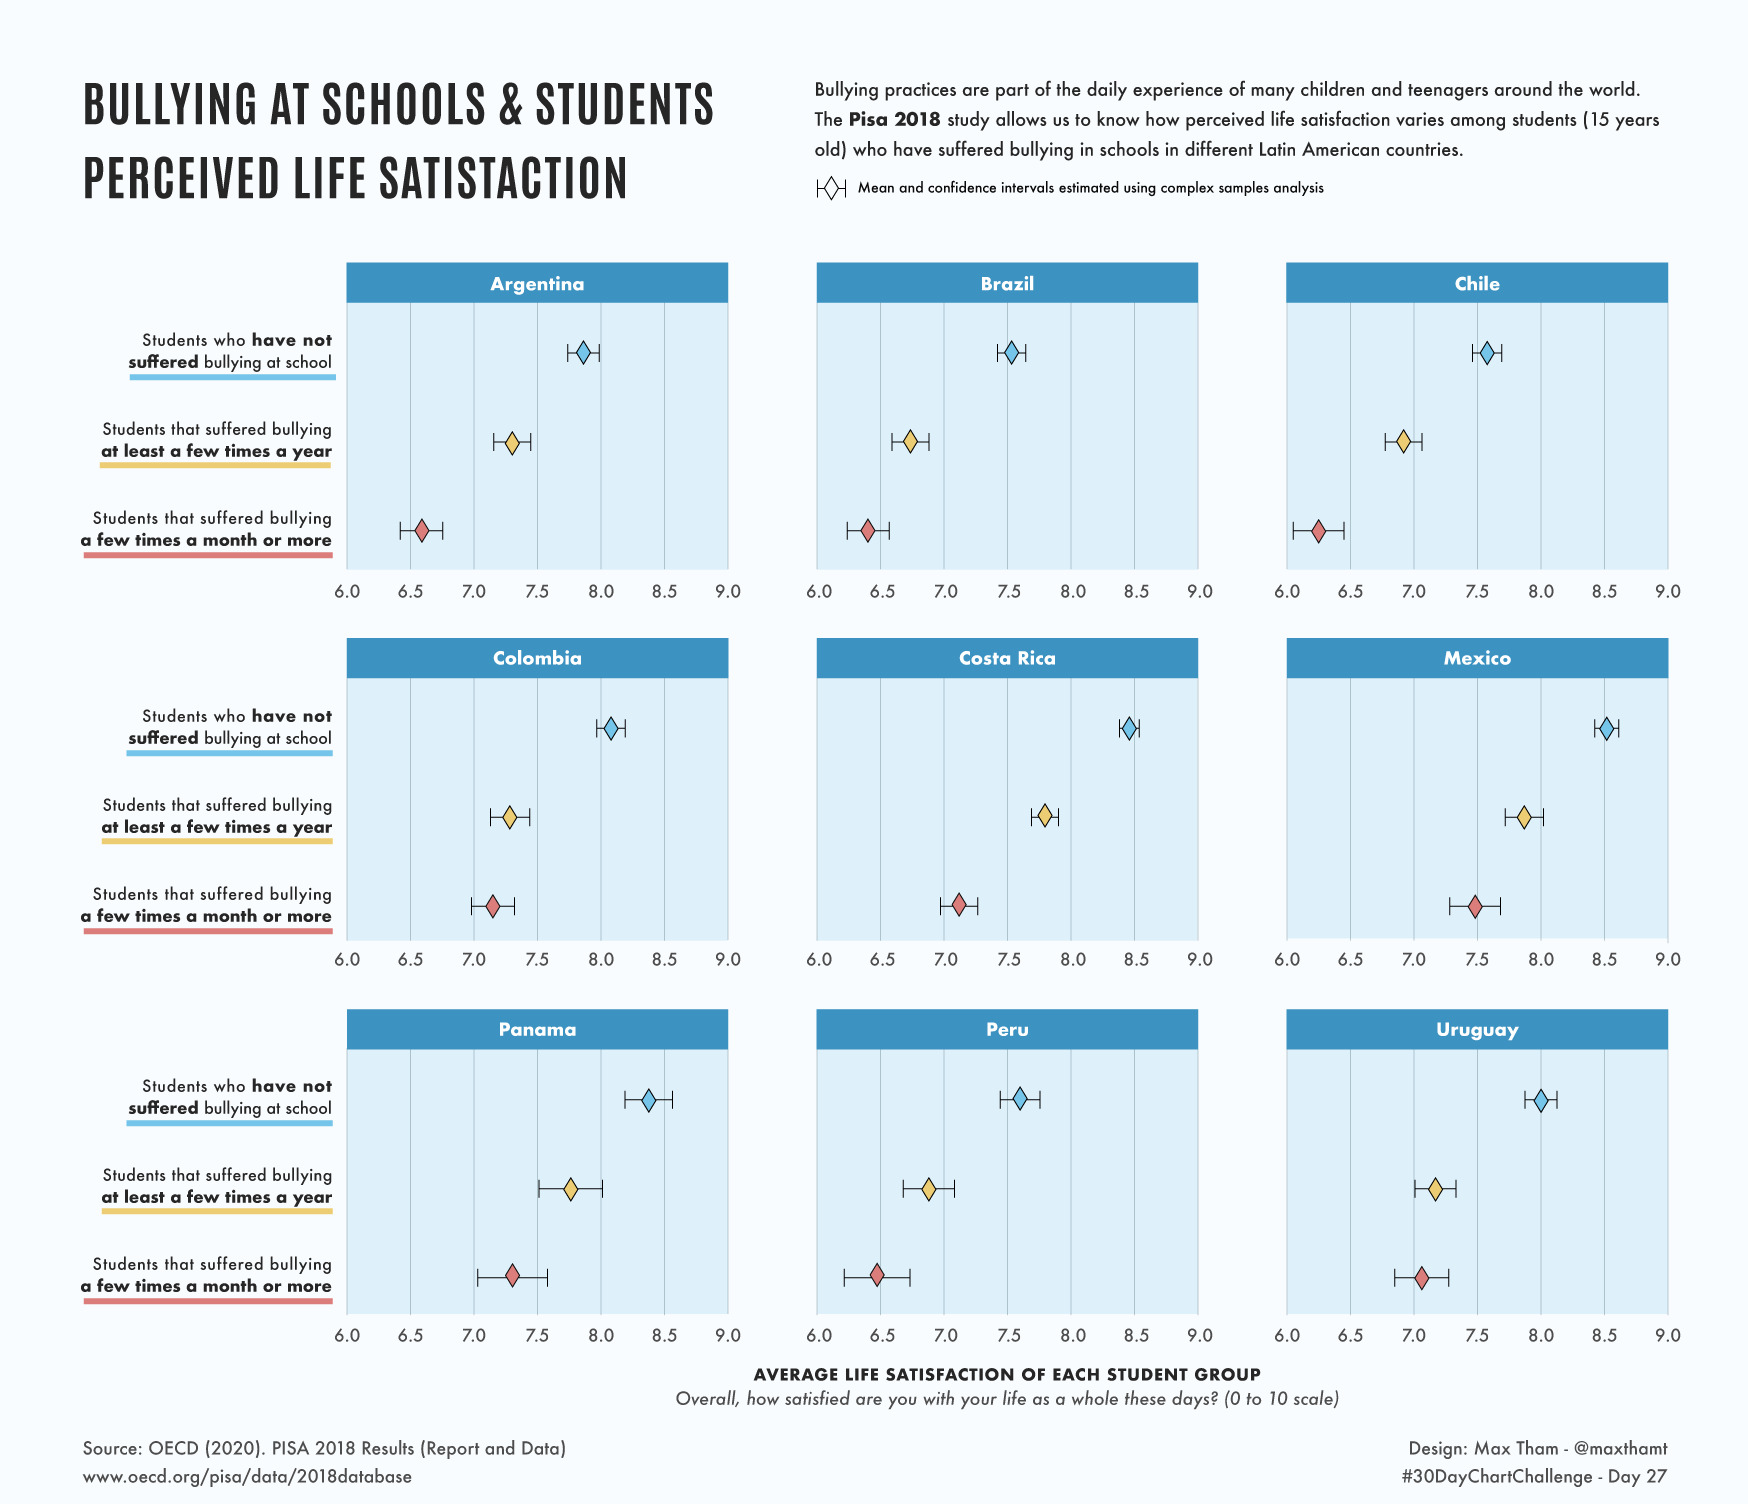 BULLYING AT SCHOOLS & STUDENTS
PERCEIVED LIFE SATISTACTION
Bullying practices are part of the daily experience of many children and teenagers around the world.
The Pisa 2018 study allows us to know how perceived life satisfaction varies among students (15 years
old) who have suffered bullying in schools in different Latin American countries.
Mean and confidence intervals estimated using complex samples analysis
Argentina
Brazil
Chile
Students who have not
suffered bullying at school
Students that suffered bullying
at least a few times a year
Students that suffered bullying
a few times a month or more
6.0 6.5 7.0 7.5 8.0 8.5 9.0
6.0 6.5 7.0 7.5 8.0 8.5 9.0
6.0 6.5 7.0 7.5 8.0 8.5 9.0
Colombia
Costa Rica
Mexico
Students who have not
suffered bullying at school
Students that suffered bullying
at least a few times a year
Students that suffered bullying
a few times a month or more
6.0 6.5 7.0 7.5 8.0 8.5 9.0
6.0 6.5 7.0 7.5 8.0 8.5 9.0
6.0 6.5 7.0 7.5 8.0 8.5 9.0
Panama
Peru
Uruguay
Students who have not
suffered bullying at school
Students that suffered bullying
at least a few times a year
Students that suffered bullying
a few times a month or more
6.0 6.5 7.0 7.5 8.0 8.5 9.0
6.0 6.5 7.0 7.5 8.0 8.5 9.0
6.0 6.5 7.0 7.5 8.0 8.5 9.0
AVERAGE LIFE SATISFACTION OF EACH STUDENT GROUP
Overall, how satisfied are you with your life as a whole these days? (0 to 10 scale)
Source: OECD (2020). PISA 2018 Results (Report and Data)
www.oecd.org/pisa/data/2018database
Design: Max Tham - @maxthamt
#30DayChartChallenge - Day 27